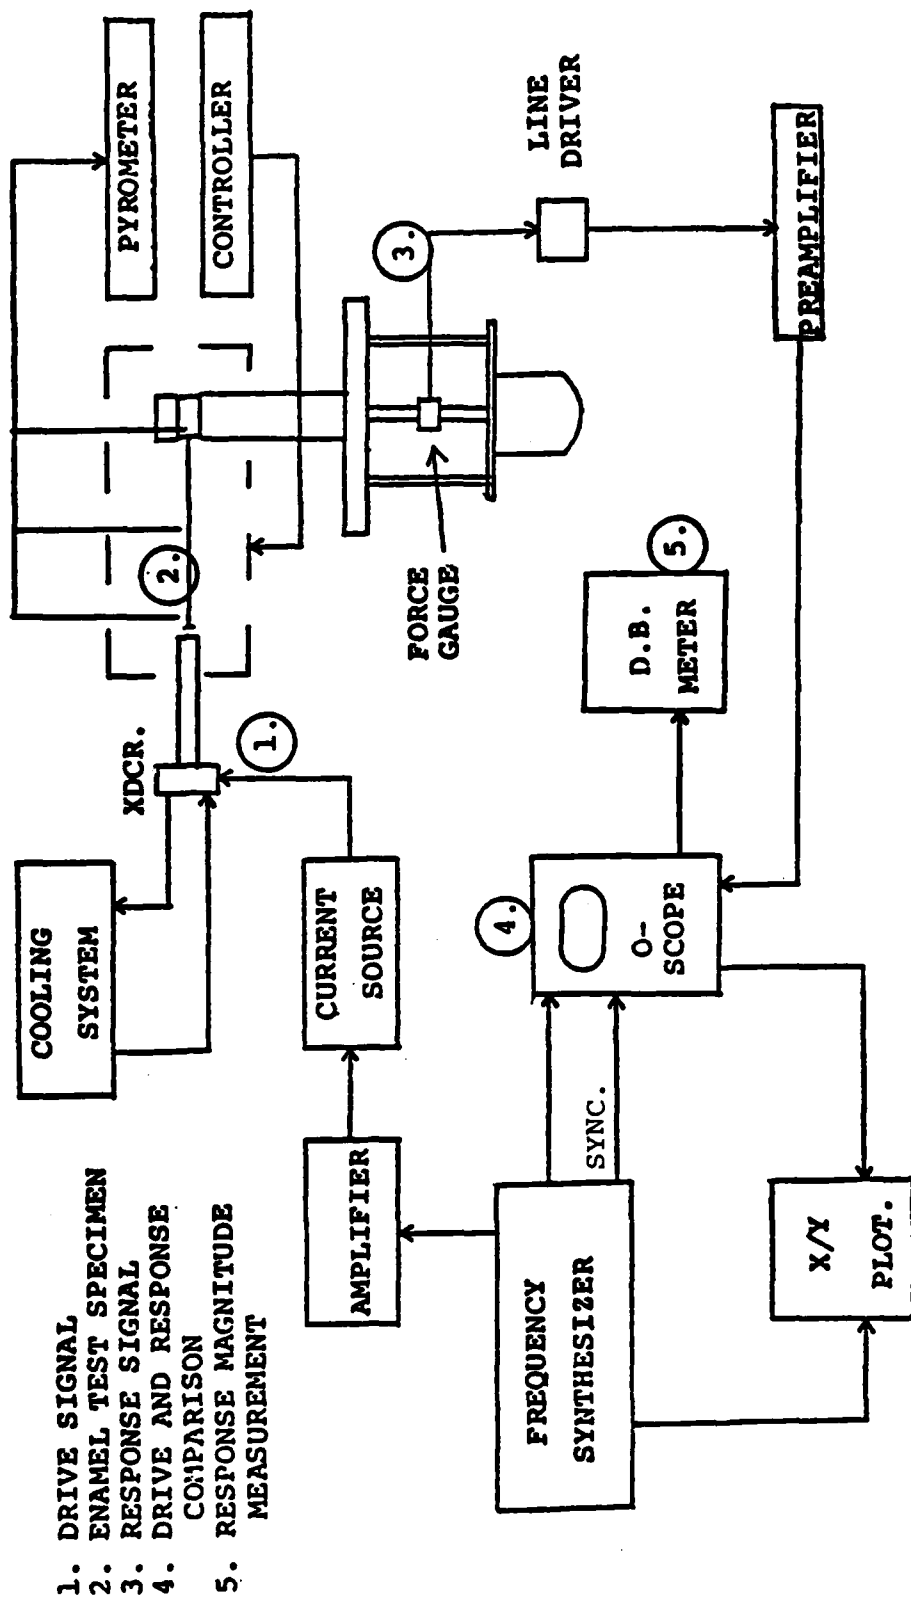 1. DRIVE SIGNAL
2. ENAMEL TEST SPECIMEN
3. RESPONSE SIGNAL
4. DRIVE AND RESPONSE
COMPARISON
5. RESPONSE MAGNITUDE
MEASUREMENT
COOLING
SYSTEM
XDCR.
1.
2.
PYROMETER
CONTROLLER
CURRENT
SOURCE
AMPLIFIER
FORCE
GAUGE
3.
LINE
DRIVER
FREQUENCY
SYNTHESIZER
SYNC.
4.
O-
SCOPE
D.B.
METER
5.
PREAMPLIFIER
X/Y
PLOT.